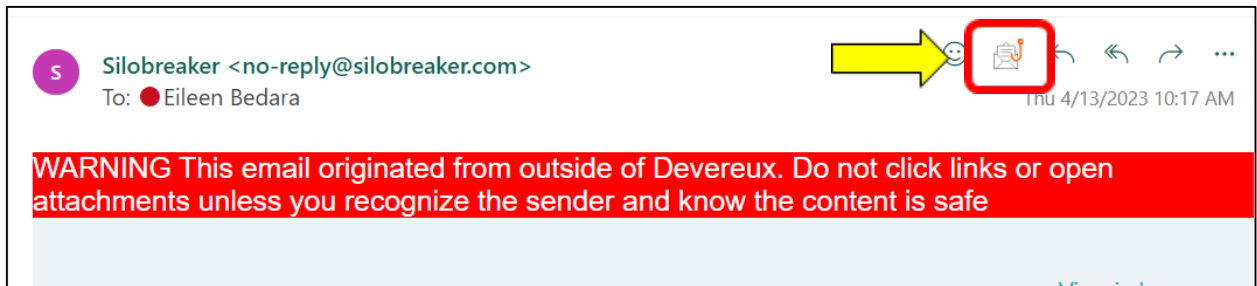 S
Silobreaker <no-reply@silobreaker.com>
To: Eileen Bedara
Thu 4/13/2023 10:17 AM
WARNING This email originated from outside of Devereux. Do not click links or open
attachments unless you recognize the sender and know the content is safe